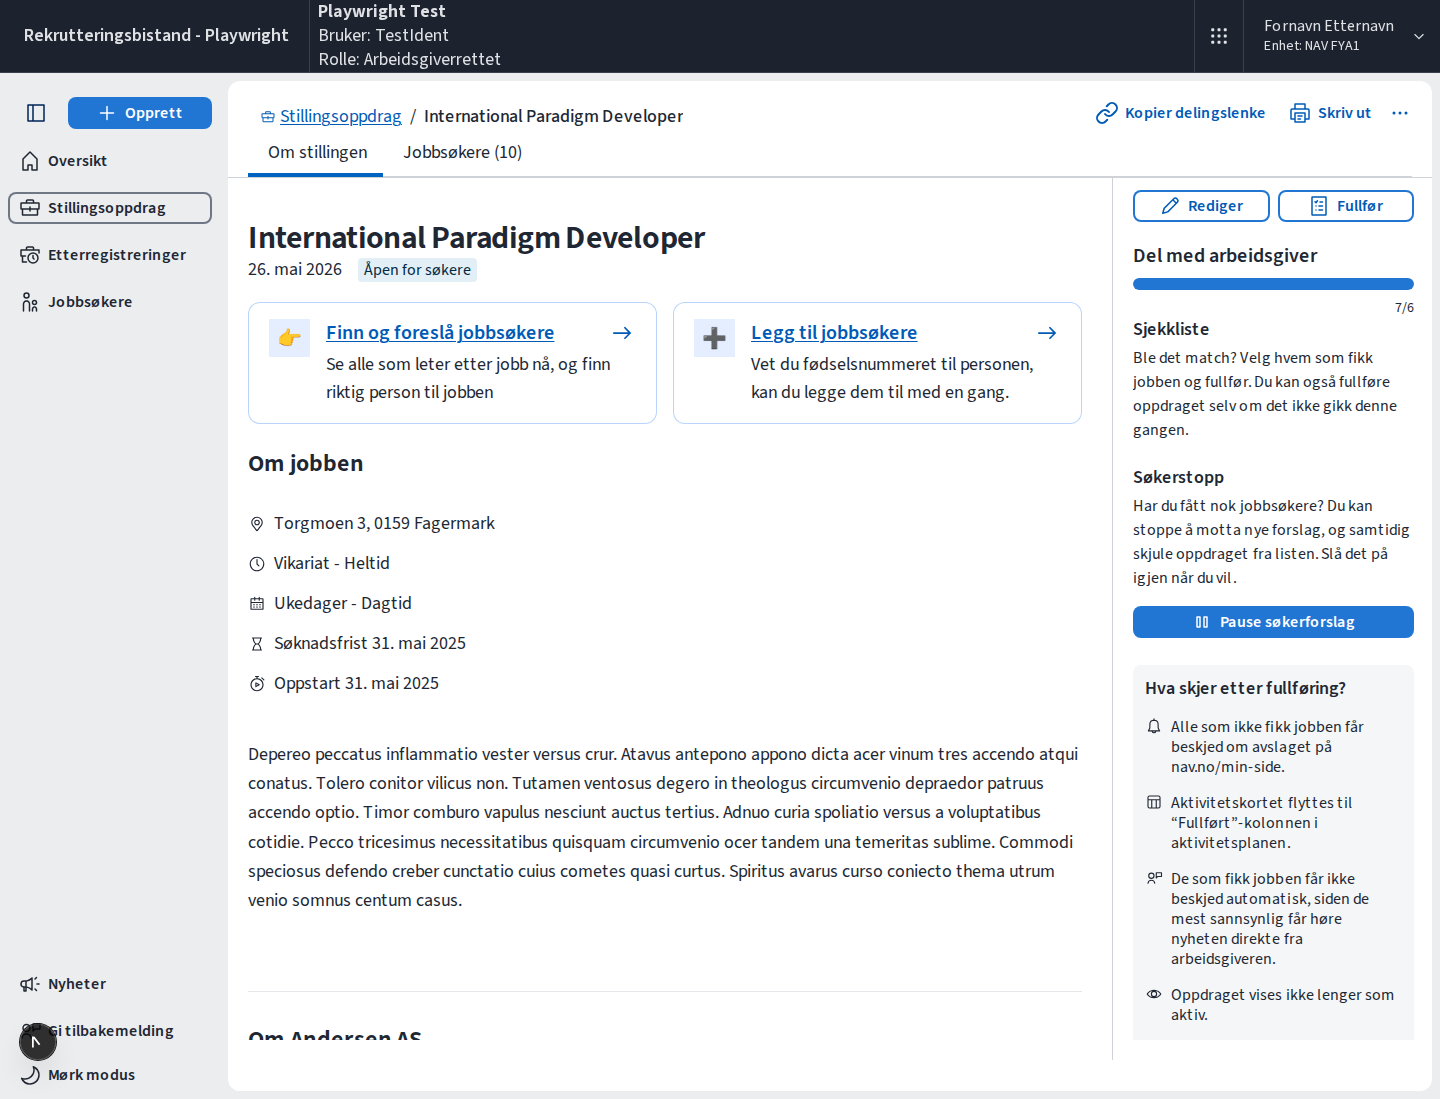 Rekrutteringsbistand - Playwright
Playwright Test
Bruker: TestIdent
Rolle: Arbeidsgiverrettet
Fornavn Etternavn
Enhet: NAV FYA1
Opprett
Oversikt
Stillingsoppdrag
Etterregistreringer
Jobbsøkere
Nyheter
Gi tilbakemelding
Mørk modus
Stillingsoppdrag / International Paradigm Developer
Kopier delingslenke
Skriv ut
Om stillingen
Jobbsøkere (10)
International Paradigm Developer
26. mai 2026
Åpen for søkere
Finn og foreslå jobbsøkere
Se alle som leter etter jobb nå, og finn
riktig person til jobben
Legg til jobbsøkere
Vet du fødselsnummeret til personen,
kan du legge dem til med en gang.
Om jobben
Torgmoen 3, 0159 Fagermark
Vikariat - Heltid
Ukedager - Dagtid
Søknadsfrist 31. mai 2025
Oppstart 31. mai 2025
Depereo peccatus inflammatio vester versus crur. Atavus antepono appono dicta acer vinum tres accendo atqui
conatus. Tolero conitor vilicus non. Tutamen ventosus degero in theologus circumvenio depraedor patruus
accendo optio. Timor comburo vapulus nesciunt auctus tertius. Adnuo curia spoliatio versus a voluptatibus
cotidie. Pecco tricesimus necessitatibus quisquam circumvenio ocer tandem una temeritas sublime. Commodi
speciosus defendo creber cunctatio cuius cometes quasi curtus. Spiritus avarus curso coniecto thema utrum
venio somnus centum casus.
Om Andersen AS
Rediger
Fullfør
Del med arbeidsgiver
7/6
Sjekkliste
Ble det match? Velg hvem som fikk
jobben og fullfør. Du kan også fullføre
oppdraget selv om det ikke gikk denne
gangen.
Søkerstopp
Har du fått nok jobbsøkere? Du kan
stoppe å motta nye forslag, og samtidig
skjule oppdraget fra listen. Slå det på
igjen når du vil.
Pause søkerforslag
Hva skjer etter fullføring?
Alle som ikke fikk jobben får
beskjed om avslaget på
nav.no/min-side.
Aktivitetskortet flyttes til
“Fullført”-kolonnen i
aktivitetsplanen.
De som fikk jobben får ikke
beskjed automatisk, siden de
mest sannsynlig får høre
nyheten direkte fra
arbeidsgiveren.
Oppdraget vises ikke lenger som
aktiv.